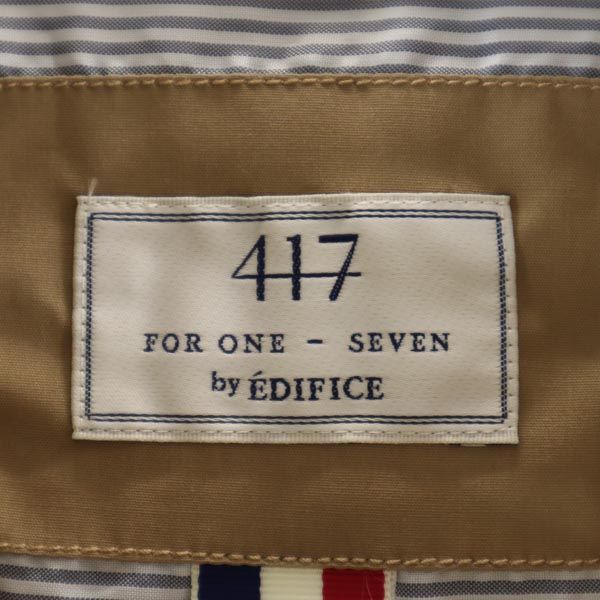 417
FOR ONE - SEVEN
by ÉDIFICE